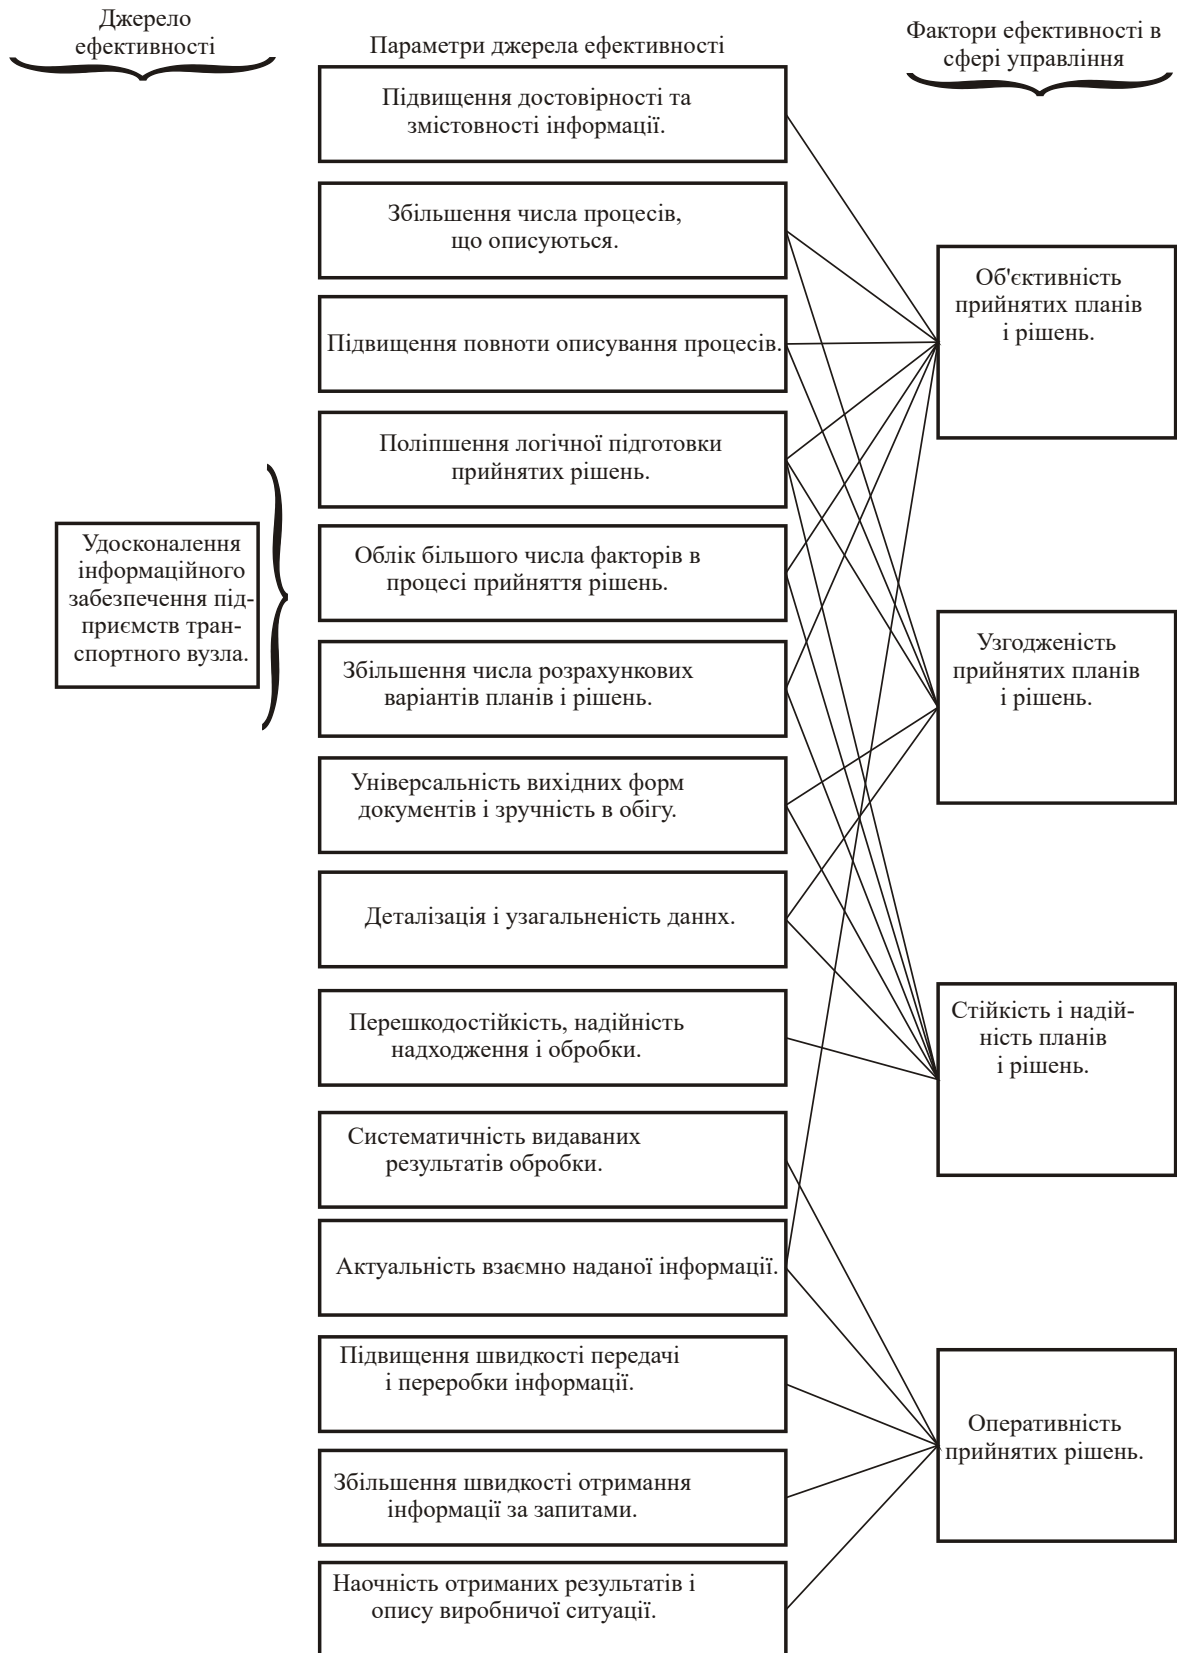 Джерело
ефективності
Параметри джерела ефективності
Фактори ефективності в
сфері управління
Удосконалення
інформаційного
забезпечення під-
приємств тран-
спортного вузла.
Підвищення достовірності та
змістовності інформації.
Збільшення числа процесів,
що описуються.
Підвищення повноти описування процесів.
Поліпшення логічної підготовки
прийнятих рішень.
Облік більшого числа факторів в
процесі прийняття рішень.
Збільшення числа розрахункових
варіантів планів і рішень.
Універсальність вихідних форм
документів і зручність в обігу.
Деталізація і узагальненість даннх.
Перешкодостійкість, надійність
надходження і обробки.
Систематичність видаваних
результатів обробки.
Актуальність взаємно наданої інформації.
Підвищення швидкості передачі
і переробки інформації.
Збільшення швидкості отримання
інформації за запитами.
Наочність отриманих результатів і
опису виробничої ситуації.
Об'єктивність
прийнятих планів
і рішень.
Узгодженість
прийнятих планів
і рішень.
Стійкість і надій-
ність планів
і рішень.
Оперативність
прийнятих рішень.